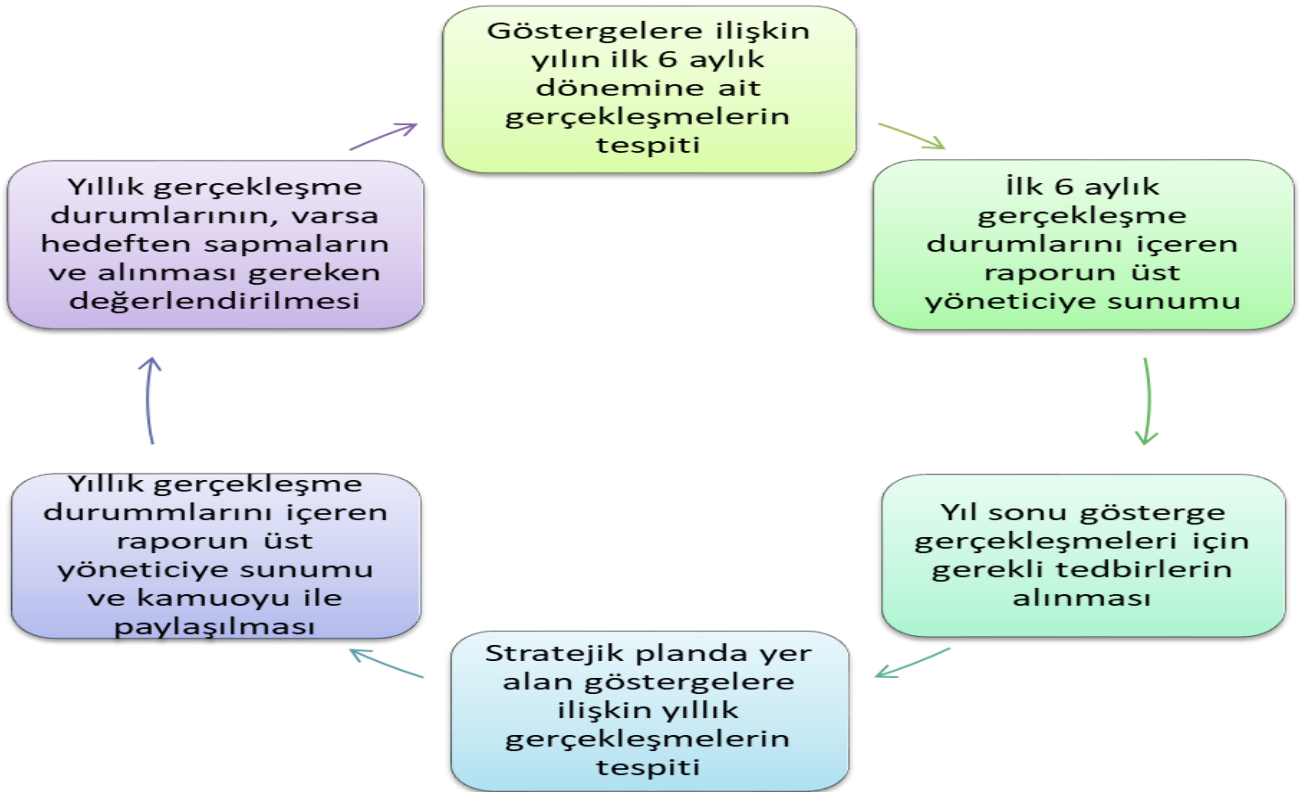 Göstergelere ilişkin
yılın ilk 6 aylık
dönemine ait
gerçekleşmelerin
tespiti
İlk 6 aylık
gerçekleşme
durumlarını içeren
raporun üst
yöneticiye sunumu
Yıl sonu gösterge
gerçekleşmeleri için
gerekli tedbirlerin
alınması
Stratejik planda yer
alan göstergelere
ilişkin yıllık
gerçekleşmelerin
tespiti
Yıllık gerçekleşme
durummlarını içeren
raporun üst
yöneticiye sunumu
ve kamuoyu ile
paylaşılması
Yıllık gerçekleşme
durumlarının, varsa
hedeften sapmaların
ve alınması gereken
değerlendirilmesi